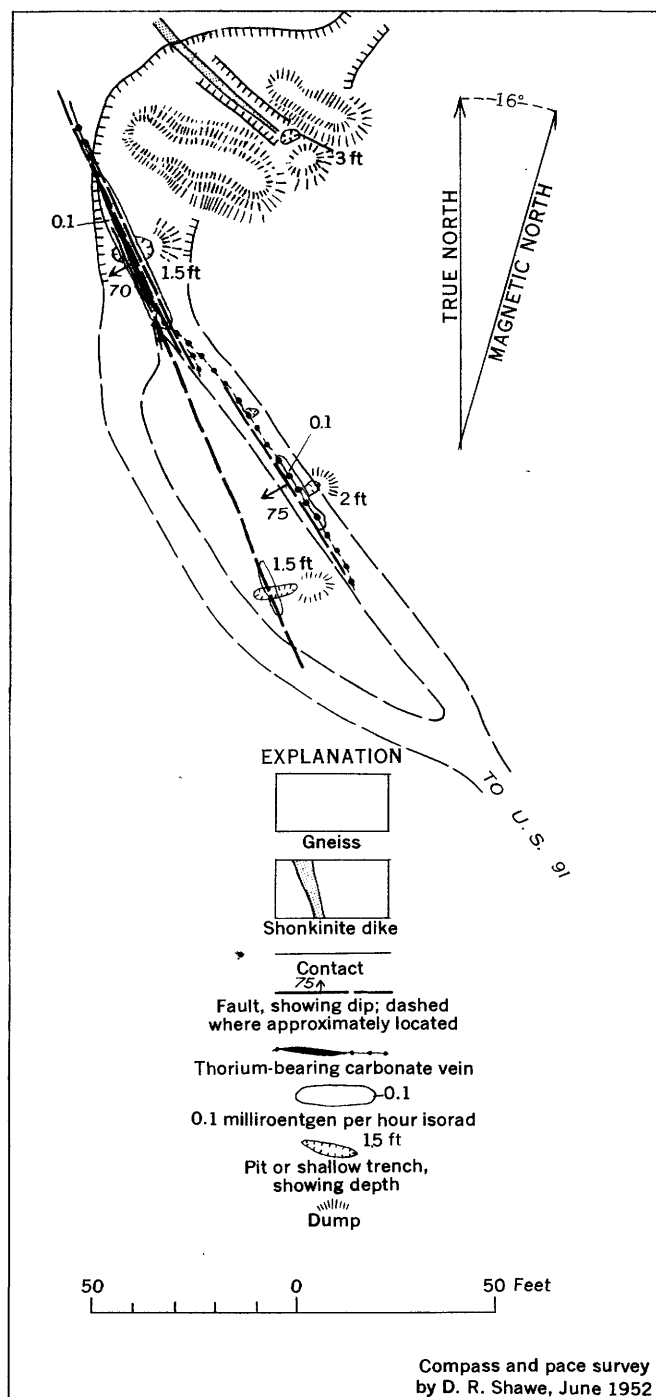 3 ft
16°
TRUE NORTH
MAGNETIC NORTH
0.1
1.5 ft
70
0.1
75
2 ft
1.5 ft
TO U. S. 91
EXPLANATION
Gneiss
Shonkinite dike
Contact
75
Fault, showing dip; dashed
where approximately located
Thorium-bearing carbonate vein
0.1
0.1 milliroentgen per hour isorad
1.5 ft
Pit or shallow trench,
showing depth
Dump
50 0 50 Feet
Compass and pace survey
by D. R. Shawe, June 1952